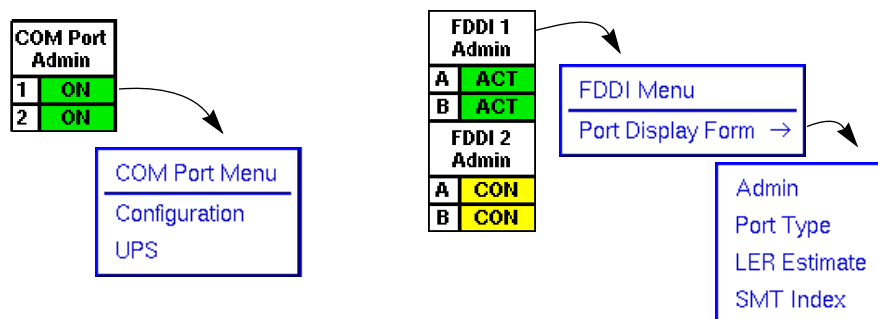 COM Port
Admin
1 ON
2 ON
COM Port Menu
Configuration
UPS
FDDI 1
Admin
A ACT
B ACT
FDDI 2
Admin
A CON
B CON
FDDI Menu
Port Display Form →
Admin
Port Type
LER Estimate
SMT Index